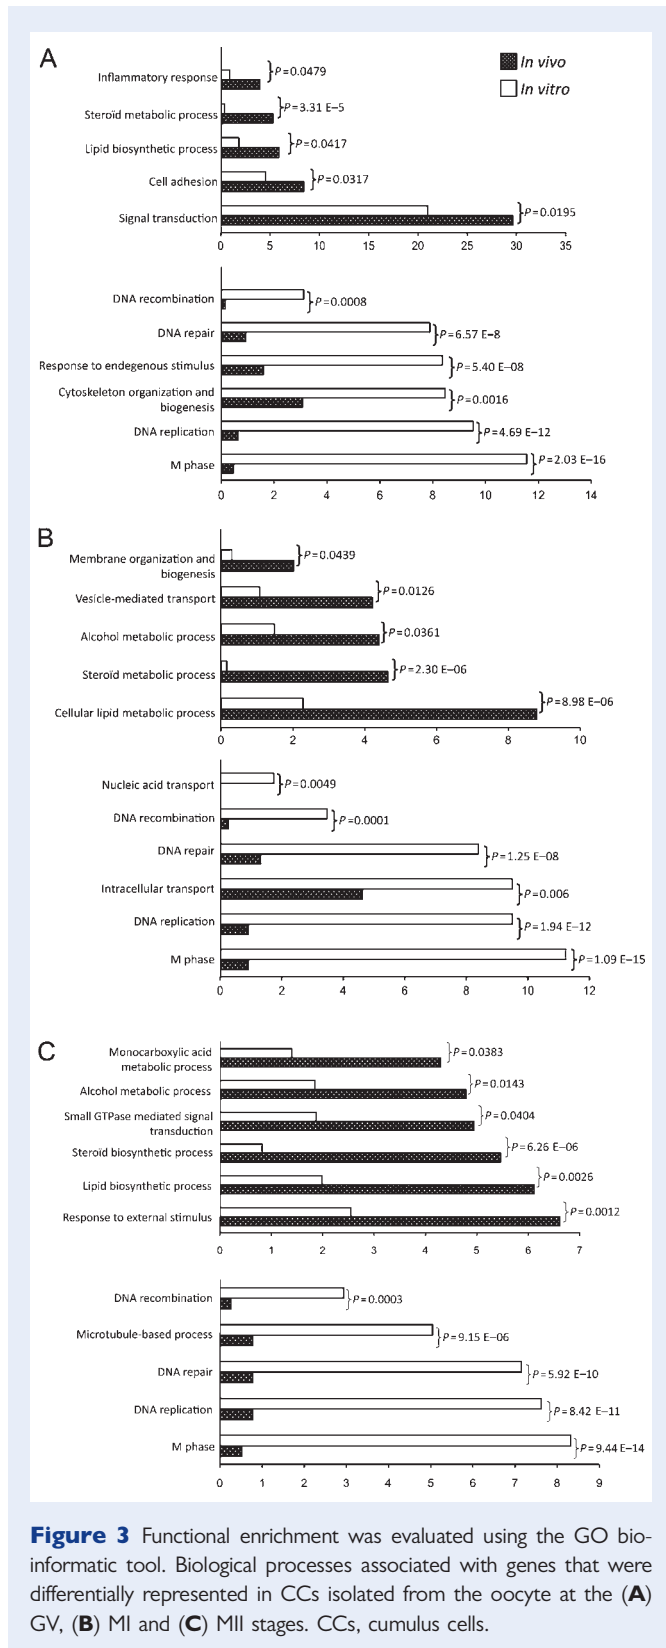 A
In vivo
In vitro
Inflammatory response
P=0.0479
Steroïd metabolic process
P=3.31 E–5
Lipid biosynthetic process
P=0.0417
Cell adhesion
P=0.0317
Signal transduction
P=0.0195
0 5 10 15 20 25 30 35
DNA recombination
P=0.0008
DNA repair
P=6.57 E–8
Response to endegenous stimulus
P=5.40 E–08
Cytoskeleton organization and
biogenesis
P=0.0016
DNA replication
P=4.69 E–12
M phase
P=2.03 E–16
0 2 4 6 8 10 12 14
B
Membrane organization and
biogenesis
P=0.0439
Vesicle-mediated transport
P=0.0126
Alcohol metabolic process
P=0.0361
Steroïd metabolic process
P=2.30 E–06
Cellular lipid metabolic process
P=8.98 E–06
0 2 4 6 8 10
Nucleic acid transport
P=0.0049
DNA recombination
P=0.0001
DNA repair
P=1.25 E–08
Intracellular transport
P=0.006
DNA replication
P=1.94 E–12
M phase
P=1.09 E–15
0 2 4 6 8 10 12
C
Monocarboxylic acid
metabolic process
P=0.0383
Alcohol metabolic process
P=0.0143
Small GTPase mediated signal
transduction
P=0.0404
Steroïd biosynthetic process
P=6.26 E–06
Lipid biosynthetic process
P=0.0026
Response to external stimulus
P=0.0012
0 1 2 3 4 5 6 7
DNA recombination
P=0.0003
Microtubule-based process
P=9.15 E–06
DNA repair
P=5.92 E–10
DNA replication
P=8.42 E–11
M phase
P=9.44 E–14
0 1 2 3 4 5 6 7 8 9
Figure 3 Functional enrichment was evaluated using the GO bio-
informatic tool. Biological processes associated with genes that were
differentially represented in CCs isolated from the oocyte at the (A)
GV, (B) MI and (C) MII stages. CCs, cumulus cells.